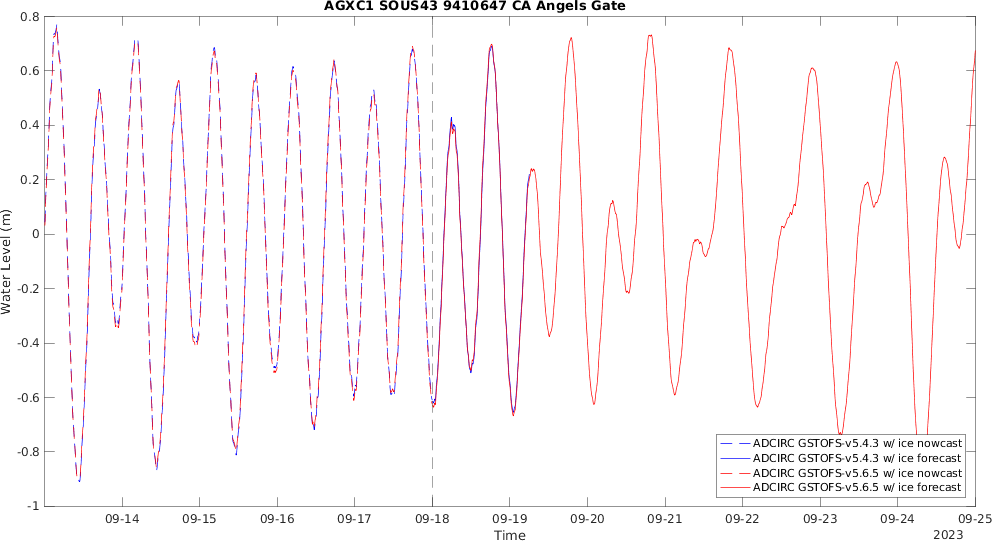 AGXC1 SOUS43 9410647 CA Angels Gate
0.8
0.6
0.4
0.2
0
-0.2
-0.4
-0.6
-0.8
-1
Water Level (m)
09-14 09-15 09-16 09-17 09-18 09-19 09-20 09-21 09-22 09-23 09-24 09-25
Time
2023
ADCIRC GSTOFS-v5.4.3 w/ ice nowcast
ADCIRC GSTOFS-v5.4.3 w/ ice forecast
ADCIRC GSTOFS-v5.6.5 w/ ice nowcast
ADCIRC GSTOFS-v5.6.5 w/ ice forecast